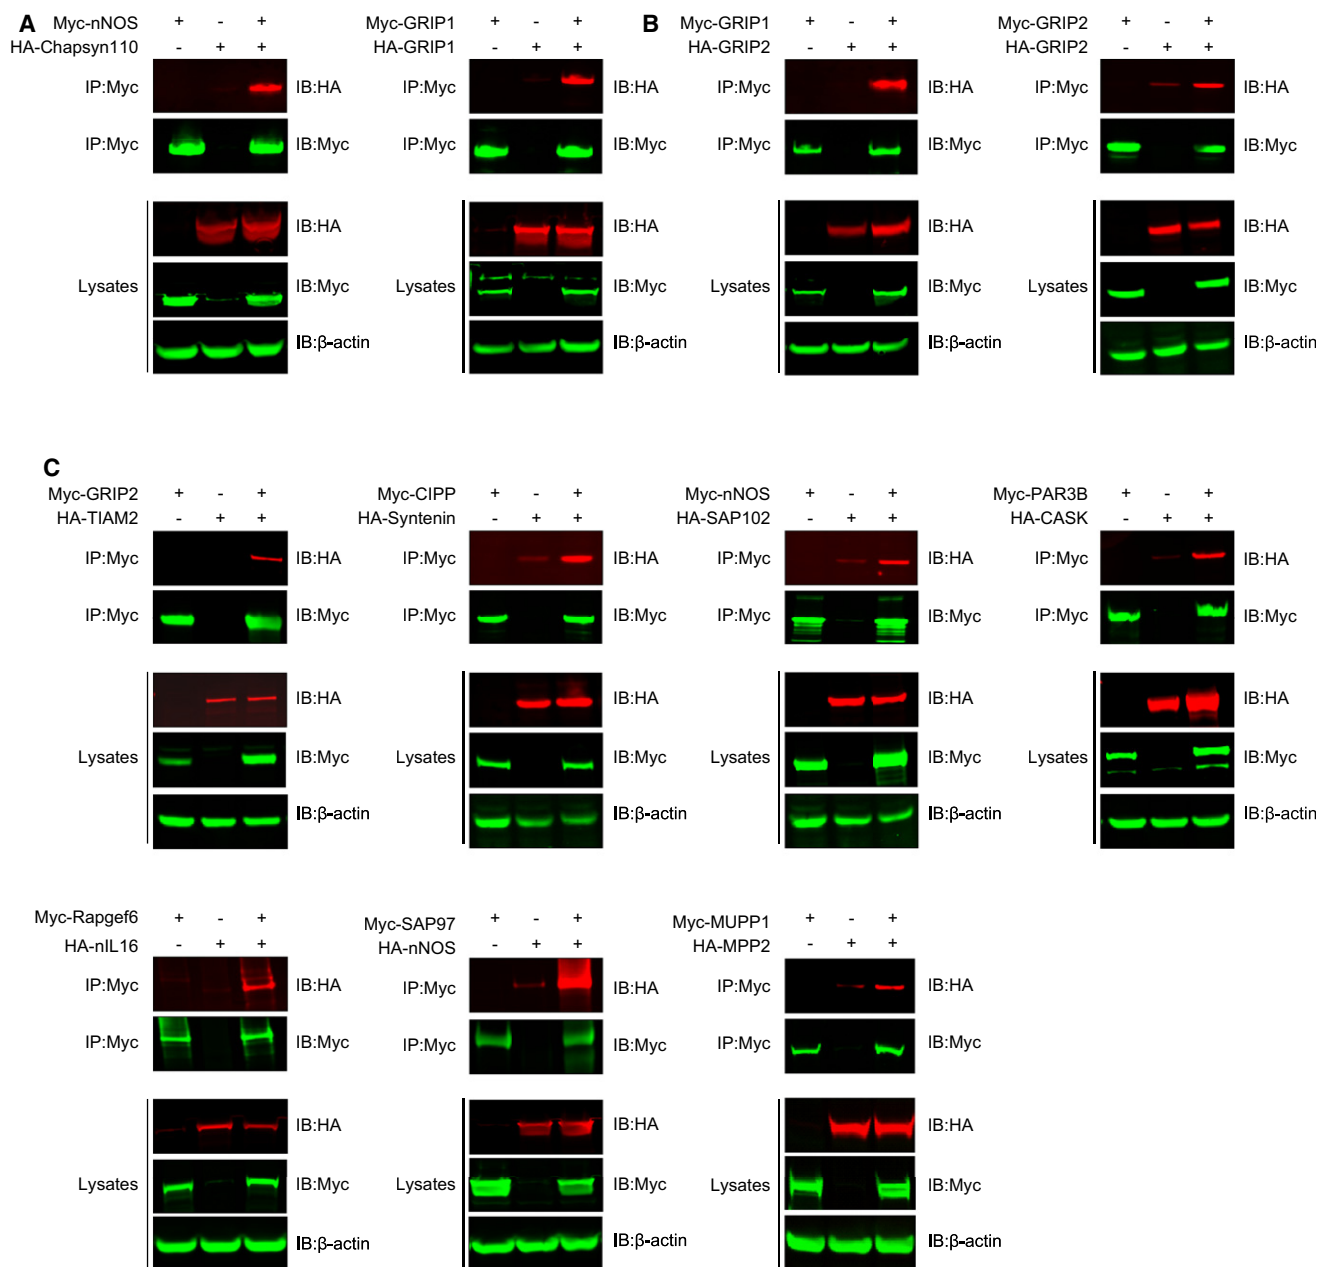 A
Myc-nNOS + - +
HA-Chapsyn110 - + +
IP:Myc IB:HA
IP:Myc IB:Myc
Lysates
IB:HA
IB:Myc
IB:β-actin
Myc-GRIP1 + - +
HA-GRIP1 - + +
IP:Myc IB:HA
IP:Myc IB:Myc
Lysates
IB:HA
IB:Myc
IB:β-actin
B
Myc-GRIP1 + - +
HA-GRIP2 - + +
IP:Myc IB:HA
IP:Myc IB:Myc
Lysates
IB:HA
IB:Myc
IB:β-actin
Myc-GRIP2 + - +
HA-GRIP2 - + +
IP:Myc IB:HA
IP:Myc IB:Myc
Lysates
IB:HA
IB:Myc
IB:β-actin
C
Myc-GRIP2 + - +
HA-TIAM2 - + +
IP:Myc IB:HA
IP:Myc IB:Myc
Lysates
IB:HA
IB:Myc
IB:β-actin
Myc-CIPP + - +
HA-Syntenin - + +
IP:Myc IB:HA
IP:Myc IB:Myc
Lysates
IB:HA
IB:Myc
IB:β-actin
Myc-nNOS + - +
HA-SAP102 - + +
IP:Myc IB:HA
IP:Myc IB:Myc
Lysates
IB:HA
IB:Myc
IB:β-actin
Myc-PAR3B + - +
HA-CASK - + +
IP:Myc IB:HA
IP:Myc IB:Myc
Lysates
IB:HA
IB:Myc
IB:β-actin
Myc-Rapgef6 + - +
HA-nIL16 - + +
IP:Myc IB:HA
IP:Myc IB:Myc
Lysates
IB:HA
IB:Myc
IB:β-actin
Myc-SAP97 + - +
HA-nNOS - + +
IP:Myc IB:HA
IP:Myc IB:Myc
Lysates
IB:HA
IB:Myc
IB:β-actin
Myc-MUPP1 + - +
HA-MPP2 - + +
IP:Myc IB:HA
IP:Myc IB:Myc
Lysates
IB:HA
IB:Myc
IB:β-actin